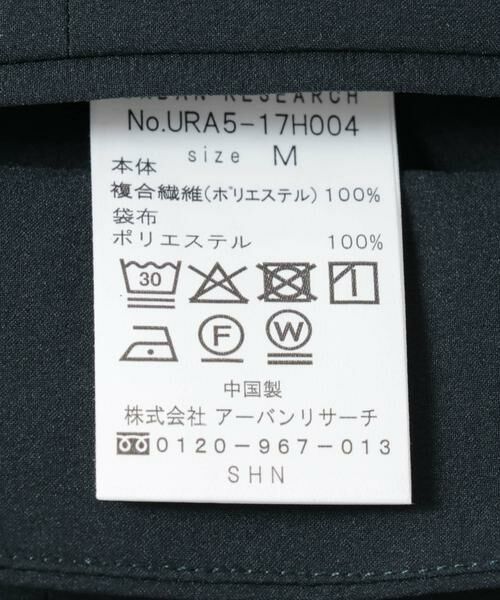 URBAN RESEARCH
No.URA5-17H004
size M
本体
複合繊維(ポリエステル) 100%
袋布
ポリエステル 100%
30
F W
中国製
株式会社 アーバンリサーチ
0120-967-013
SHN